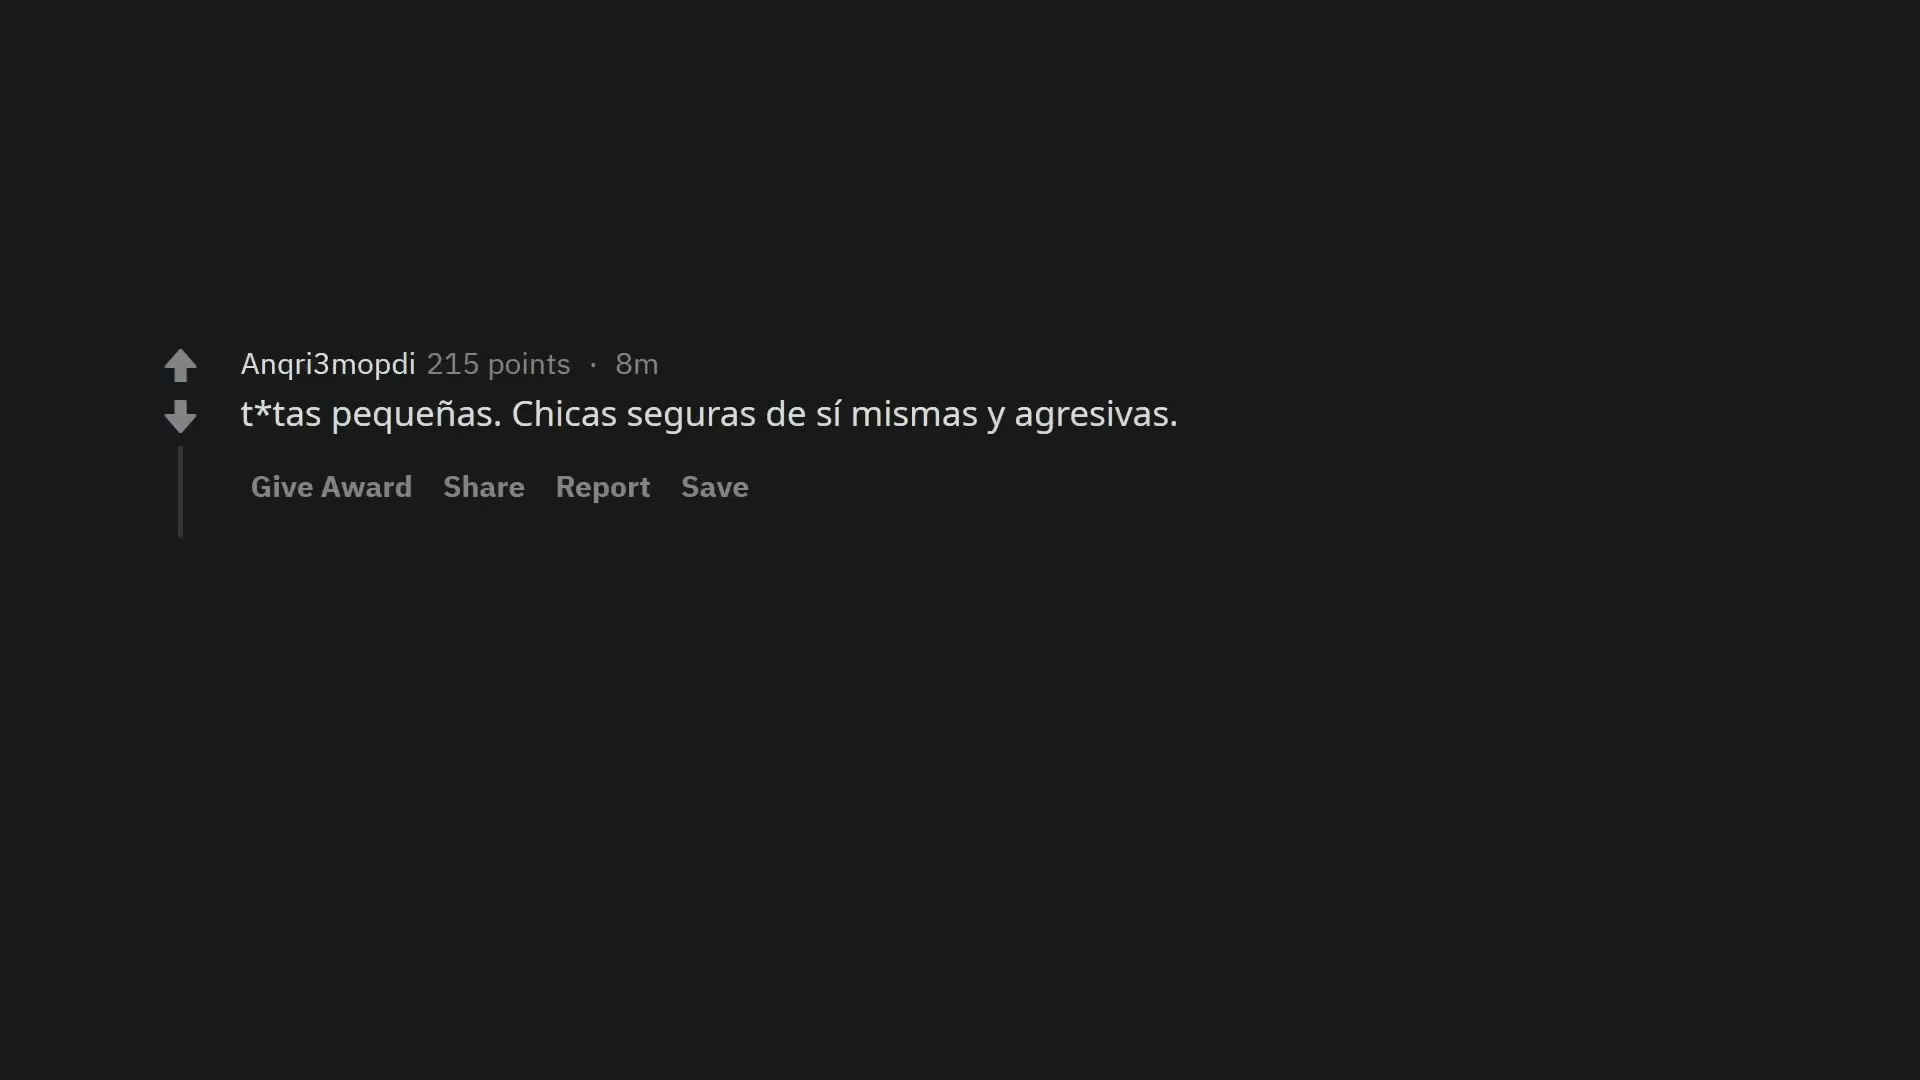 Anqri3mopdi 215 points · 8m
t*tas pequeñas. Chicas seguras de sí mismas y agresivas.
Give Award Share Report Save